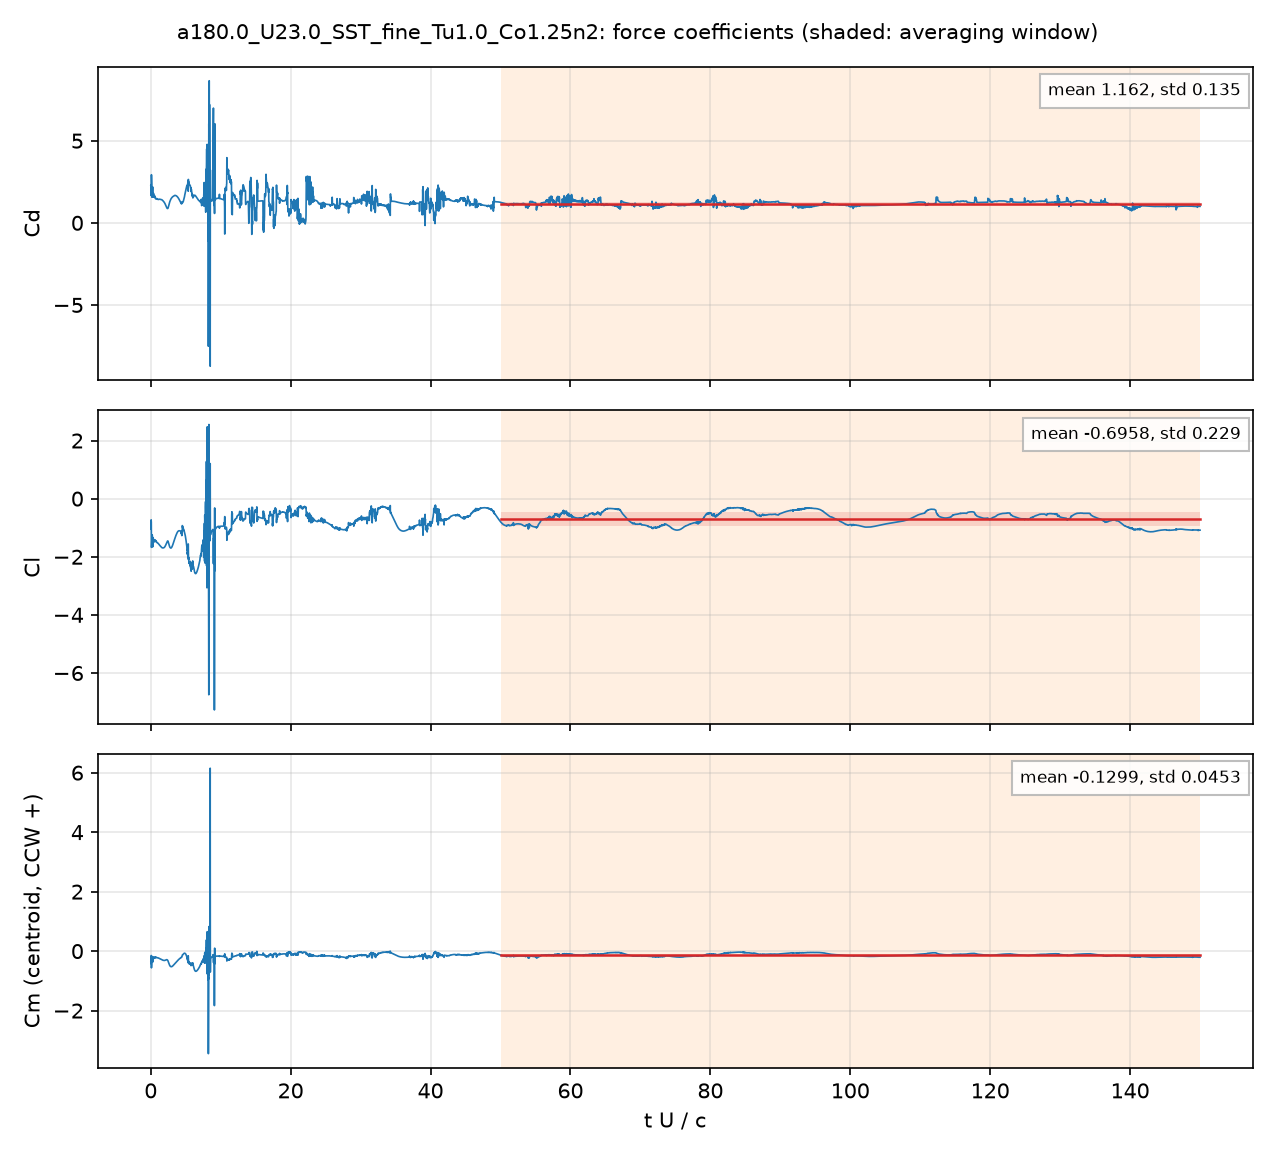 a180.0_U23.0_SST_fine_Tu1.0_Co1.25n2: force coefficients (shaded: averaging window)
mean 1.162, std 0.135
5
0
−5
Cd
mean -0.6958, std 0.229
2
0
−2
−4
−6
Cl
mean -0.1299, std 0.0453
6
4
2
0
−2
Cm (centroid, CCW +)
0 20 40 60 80 100 120 140
t U / c